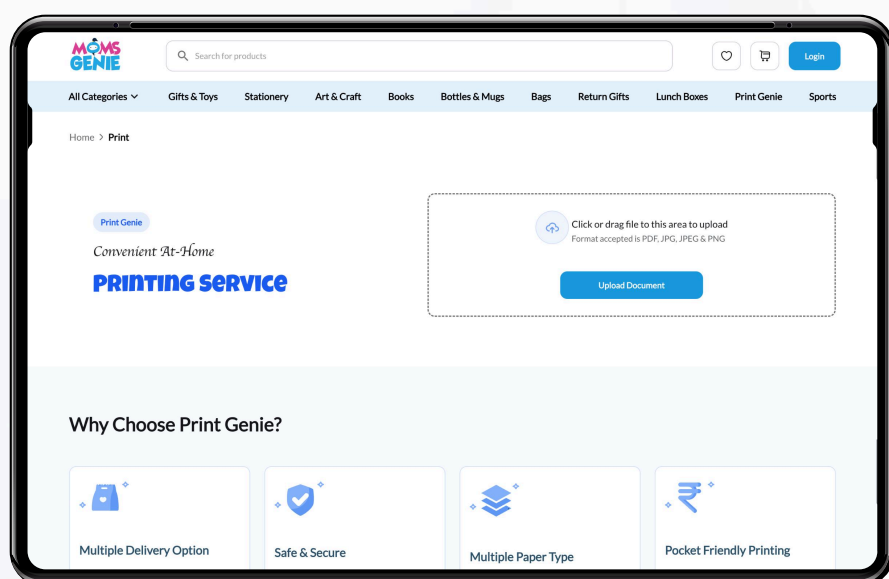 MOMS
GENIE
Search for products
Login
All Categories Gifts & Toys Stationery Art & Craft Books Bottles & Mugs Bags Return Gifts Lunch Boxes Print Genie Sports
Home > Print
Print Genie
Convenient At-Home
PRINTING SERVICE
Click or drag file to this area to upload
Format accepted is PDF, JPG, JPEG & PNG
Upload Document
Why Choose Print Genie?
Multiple Delivery Option
Safe & Secure
Multiple Paper Type
Pocket Friendly Printing